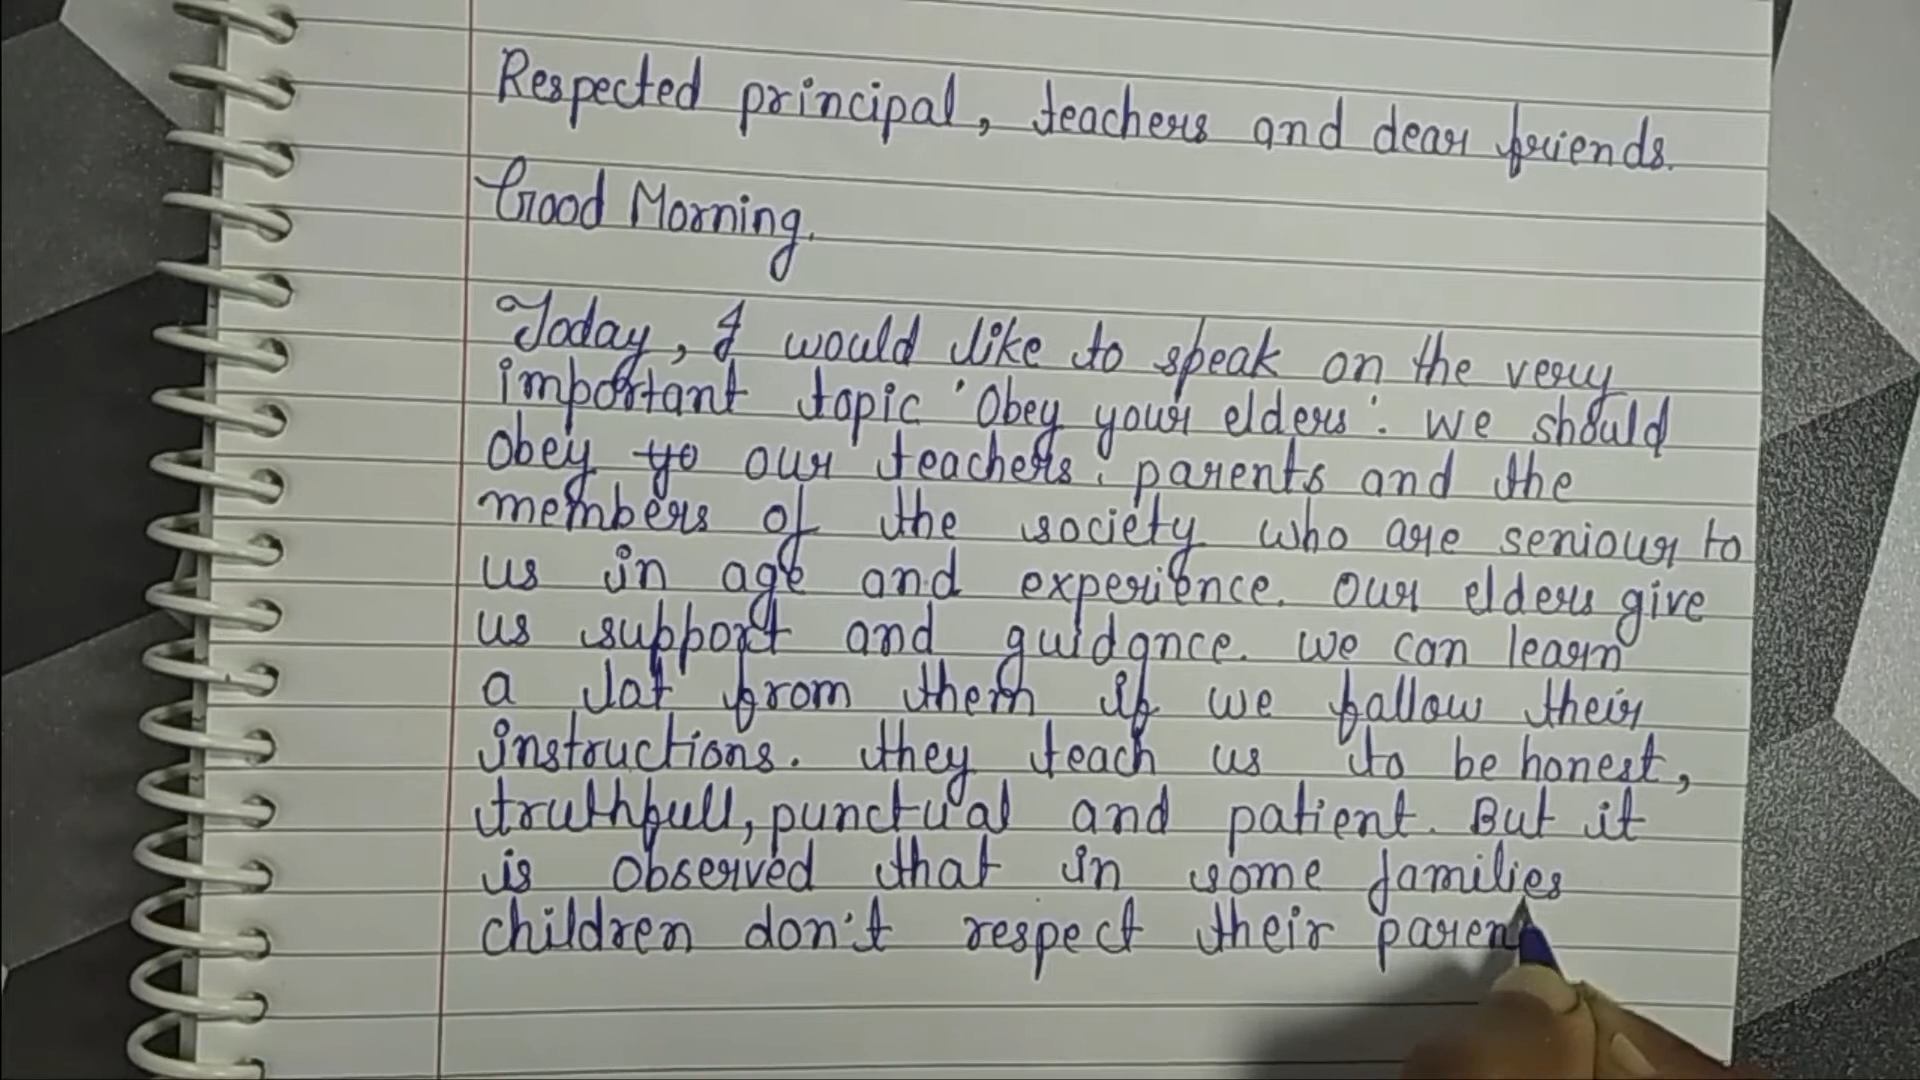 Respected principal, teachers and dear friends.
Good Morning.
Today, I would like to speak on the very
important topic 'Obey your elders'. We should
obey yo our teachers, parents and the
members of the society who are seniour to
us in age and experience. Our elders give
us support and guidance. We can learn
a lot from them if we follow their
instructions. They teach us to be honest,
truthfull, punctual and patient. But it
is observed that in some families
children don't respect their paren